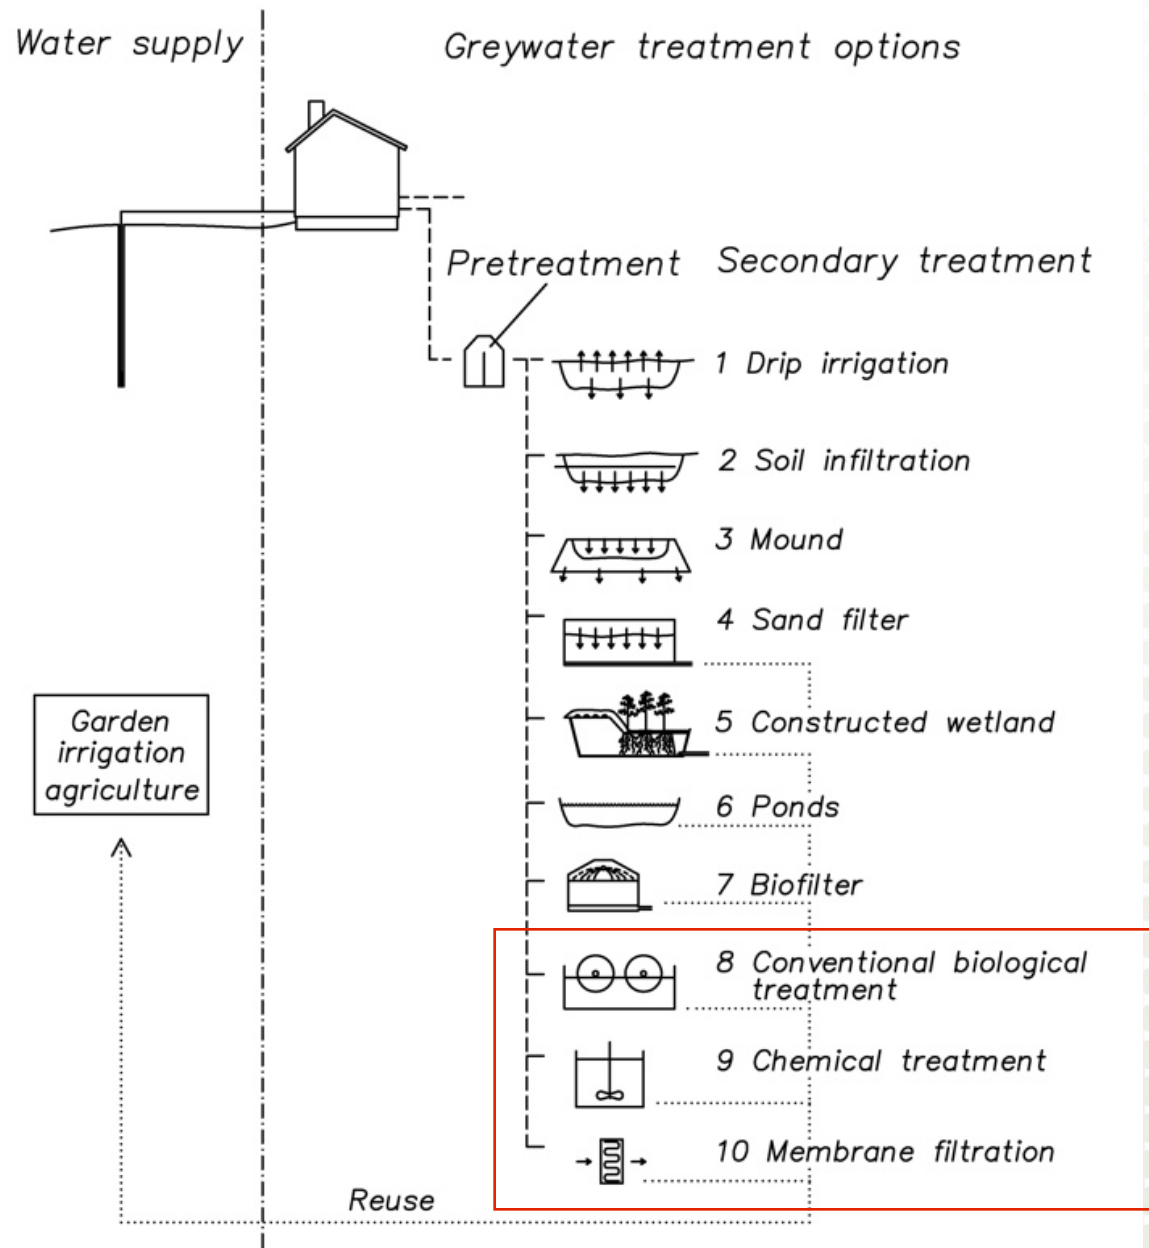 Water supply
Greywater treatment options
Pretreatment
Secondary treatment
1 Drip irrigation
2 Soil infiltration
3 Mound
4 Sand filter
5 Constructed wetland
Garden
irrigation
agriculture
6 Ponds
7 Biofilter
8 Conventional biological
treatment
9 Chemical treatment
10 Membrane filtration
Reuse